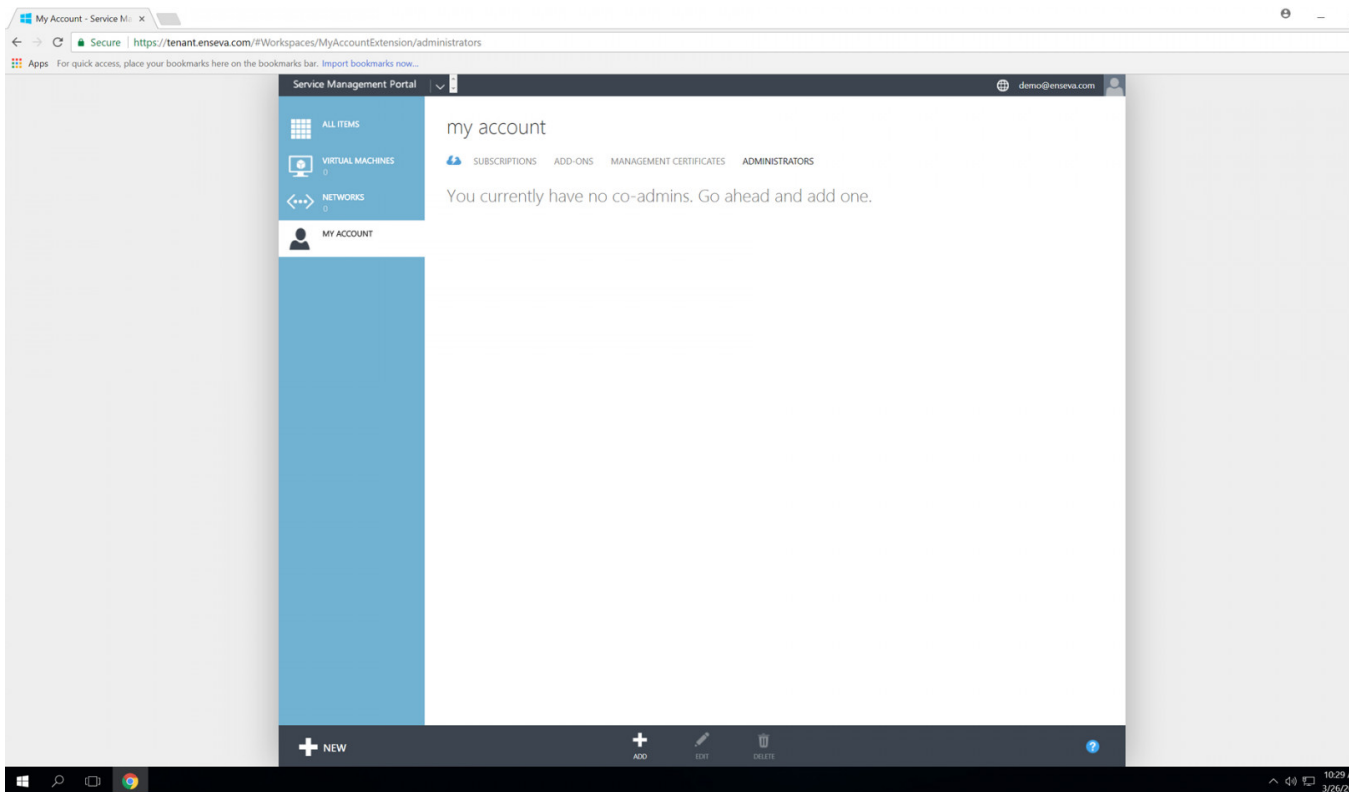 My Account - Service Ma
Secure https://tenant.enseva.com/#Workspaces/MyAccountExtension/administrators
Apps For quick access, place your bookmarks here on the bookmarks bar. Import bookmarks now...
Service Management Portal
demo@enseva.com
ALL ITEMS
VIRTUAL MACHINES
0
NETWORKS
0
MY ACCOUNT
my account
SUBSCRIPTIONS ADD-ONS MANAGEMENT CERTIFICATES ADMINISTRATORS
You currently have no co-admins. Go ahead and add one.
NEW
ADD EDIT DELETE
?
10:29
3/26/2